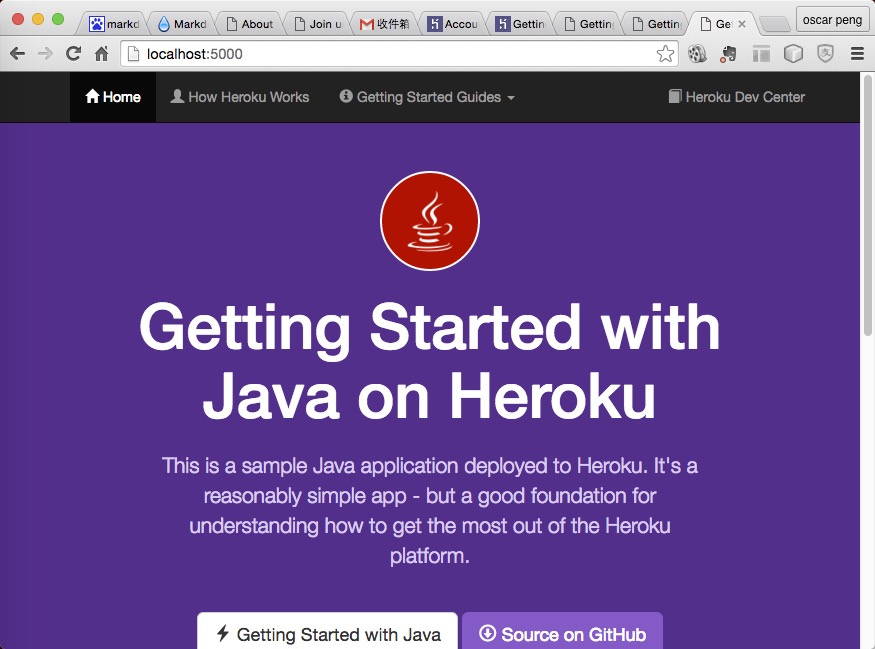 markd
Markd
About
Join u
收件箱
Accou
Gettin
Gettin
Gettin
Ge
oscar peng
localhost:5000
Home
How Heroku Works
Getting Started Guides
Heroku Dev Center
Getting Started with
Java on Heroku
This is a sample Java application deployed to Heroku. It's a
reasonably simple app - but a good foundation for
understanding how to get the most out of the Heroku
platform.
Getting Started with Java
Source on GitHub